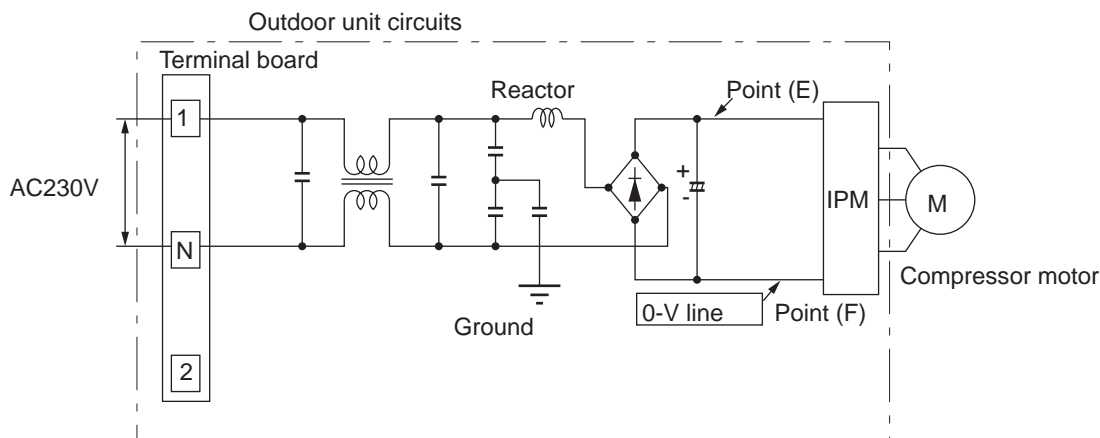 Outdoor unit circuits
Terminal board
Reactor
Point (E)
1
AC230V
+
-
IPM
M
N
Compressor motor
0-V line
Point (F)
Ground
2